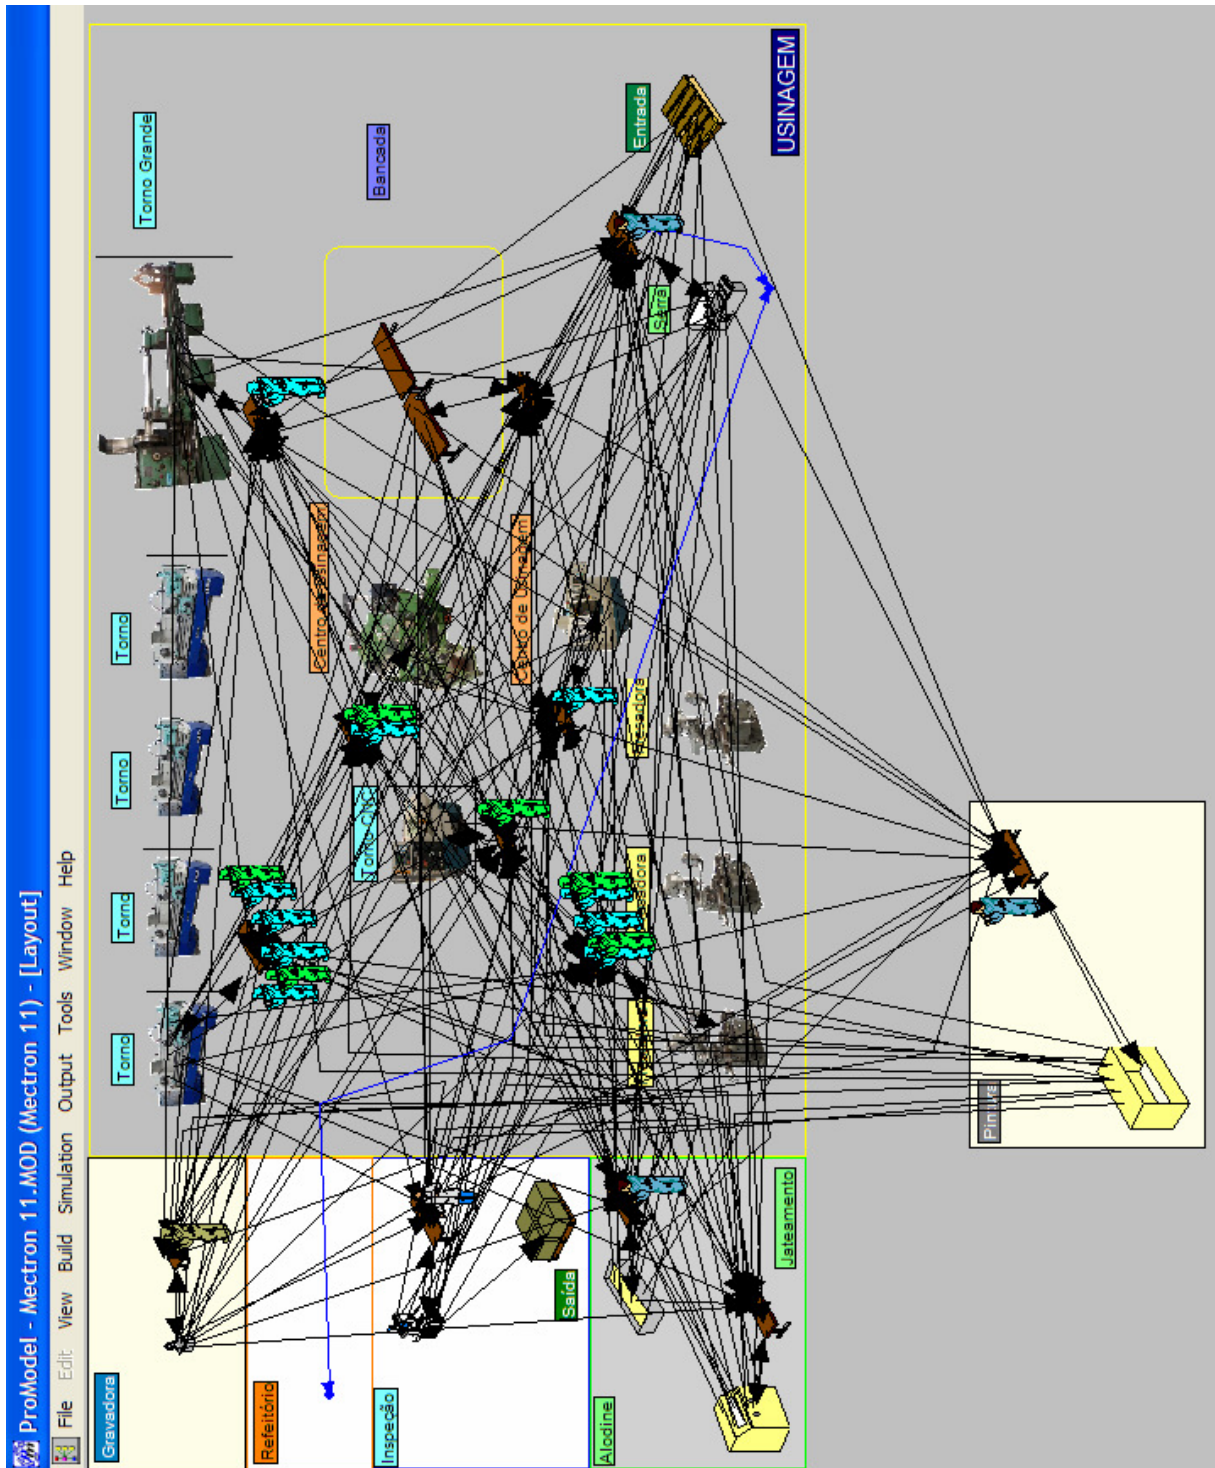 ProModel - Mectron 11.MOD (Mectron 11) - [Layout]
File Edit View Build Simulation Output Tools Window Help
Gravadora
Torno
Torno
Torno
Torno
Torno Grande
Refeitório
Centro de Usinagem
Bancada
Inspeção
Torno CNC
Centro de Usinagem
Saída
Alodine
Serra
Entrada
Jateamento
USINAGEM
Pintura